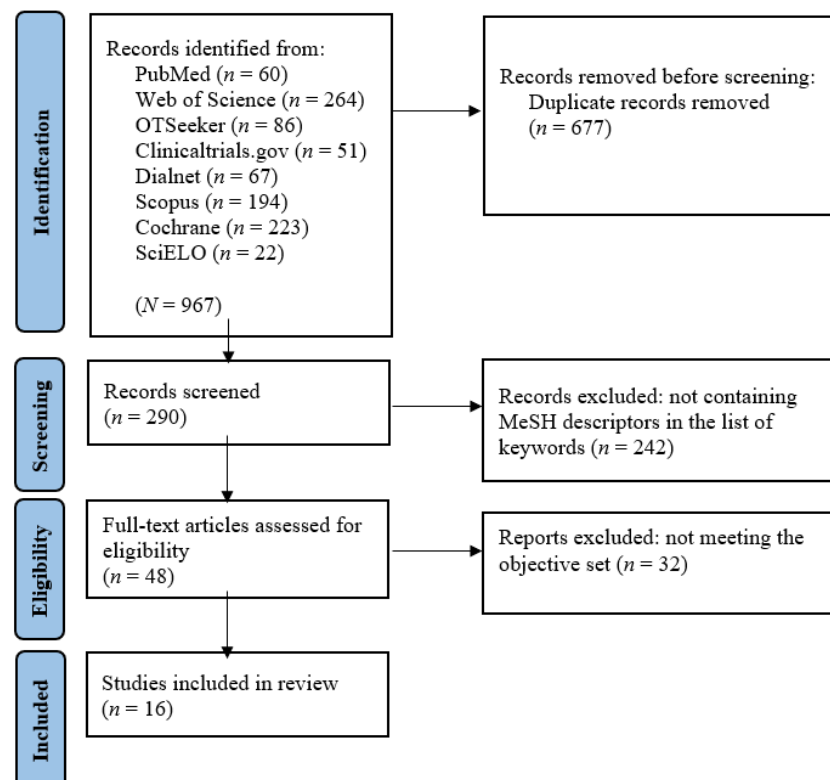 Identification
Records identified from:
PubMed (n = 60)
Web of Science (n = 264)
OTSeeker (n = 86)
Clinicaltrials.gov (n = 51)
Dialnet (n = 67)
Scopus (n = 194)
Cochrane (n = 223)
SciELO (n = 22)
(N = 967)
Records removed before screening:
Duplicate records removed
(n = 677)
Screening
Records screened
(n = 290)
Records excluded: not containing
MeSH descriptors in the list of
keywords (n = 242)
Eligibility
Full-text articles assessed for
eligibility
(n = 48)
Reports excluded: not meeting the
objective set (n = 32)
Included
Studies included in review
(n = 16)